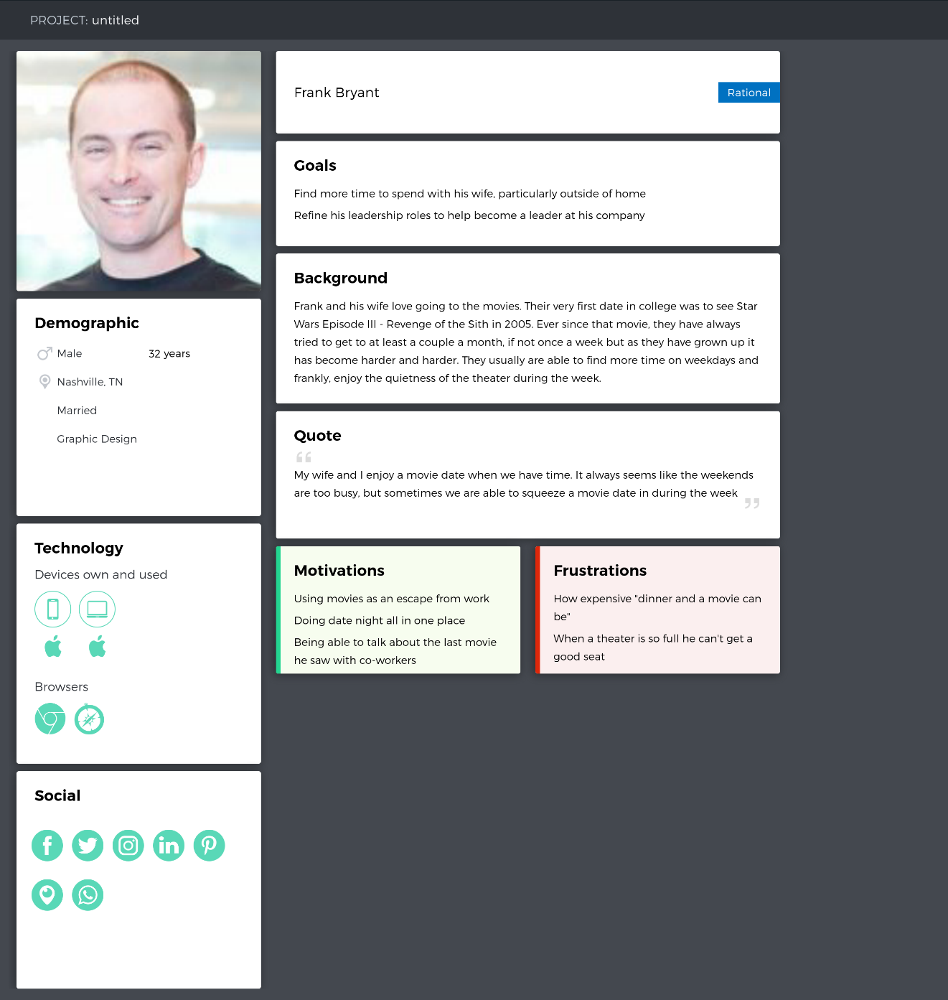 PROJECT: untitled
Frank Bryant
Rational
Goals
Find more time to spend with his wife, particularly outside of home
Refine his leadership roles to help become a leader at his company
Background
Frank and his wife love going to the movies. Their very first date in college was to see Star
Wars Episode III - Revenge of the Sith in 2005. Ever since that movie, they have always
tried to get to at least a couple a month, if not once a week but as they have grown up it
has become harder and harder. They usually are able to find more time on weekdays and
frankly, enjoy the quietness of the theater during the week.
Quote
“
My wife and I enjoy a movie date when we have time. It always seems like the weekends
are too busy, but sometimes we are able to squeeze a movie date in during the week
”
Motivations
Using movies as an escape from work
Doing date night all in one place
Being able to talk about the last movie
he saw with co-workers
Frustrations
How expensive "dinner and a movie can
be"
When a theater is so full he can't get a
good seat
Demographic
Male 32 years
Nashville, TN
Married
Graphic Design
Technology
Devices own and used
Browsers
Social